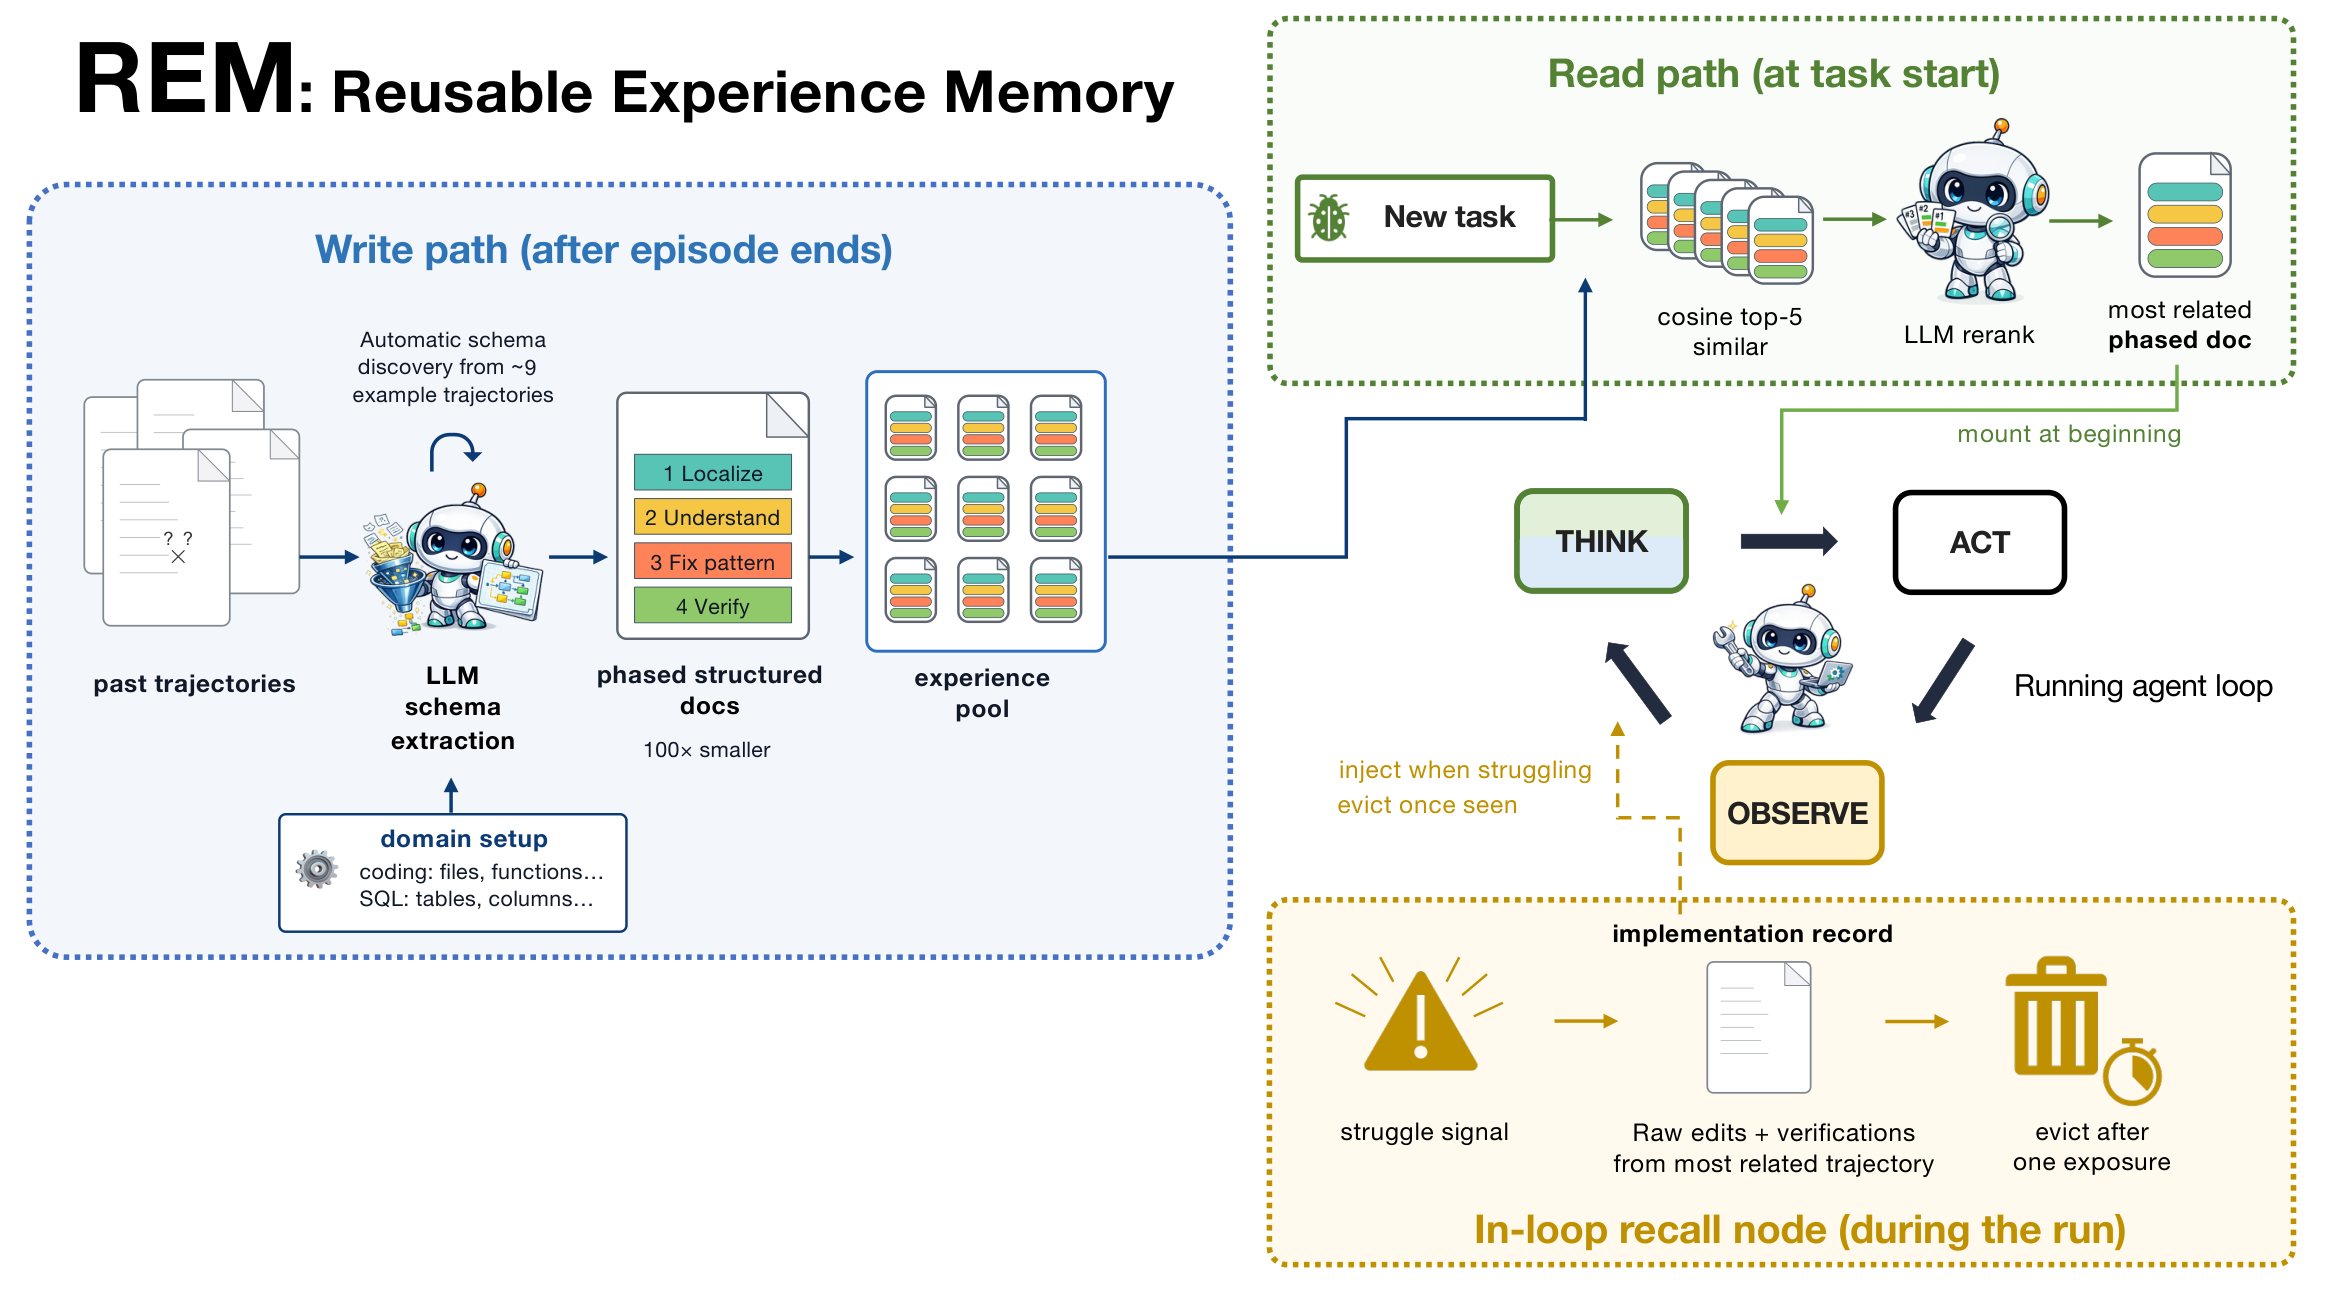 REM: Reusable Experience Memory
Write path (after episode ends)
Automatic schema
discovery from ~9
example trajectories
? ?
past trajectories
LLM
schema
extraction
domain setup
coding: files, functions...
SQL: tables, columns...
1 Localize
2 Understand
3 Fix pattern
4 Verify
phased structured
docs
100× smaller
experience
pool
Read path (at task start)
New task
cosine top-5
similar
#3
#2
#1
LLM rerank
most related
phased doc
mount at beginning
THINK
ACT
OBSERVE
Running agent loop
inject when struggling
evict once seen
implementation record
struggle signal
Raw edits + verifications
from most related trajectory
evict after
one exposure
In-loop recall node (during the run)